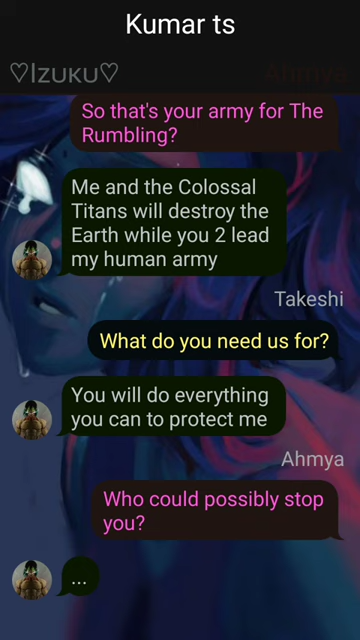 Kumar ts
♡Izuku♡
Ahmya
So that's your army for The
Rumbling?
Me and the Colossal
Titans will destroy the
Earth while you 2 lead
my human army
Takeshi
What do you need us for?
You will do everything
you can to protect me
Ahmya
Who could possibly stop
you?
...